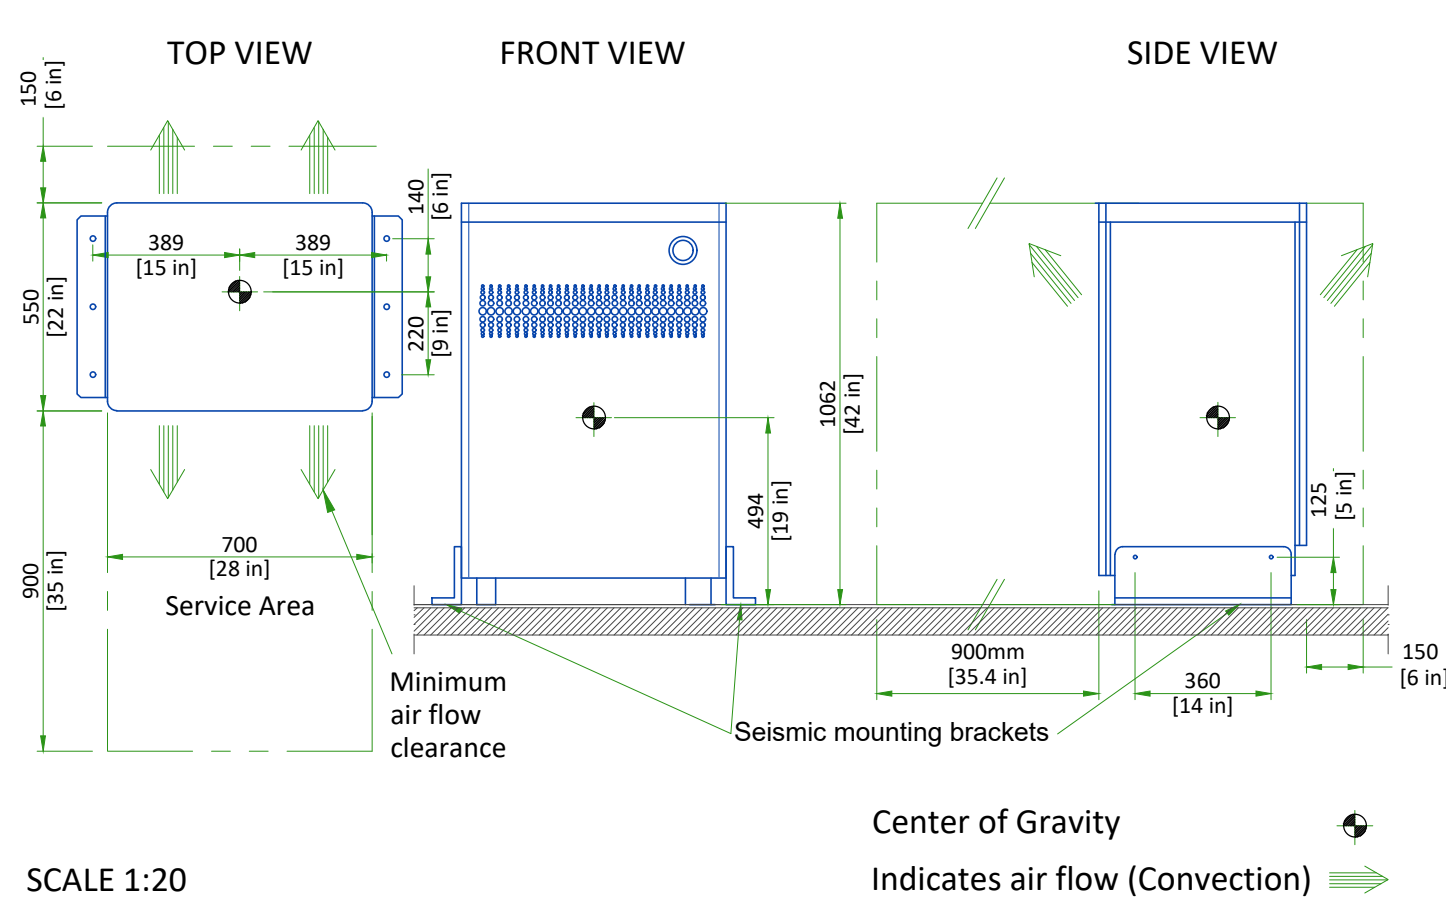 TOP VIEW
FRONT VIEW
SIDE VIEW
150
[6 in]
550
[22 in]
900
[35 in]
389
[15 in]
389
[15 in]
140
[6 in]
220
[9 in]
700
[28 in]
Service Area
Minimum
air flow
clearance
1062
[42 in]
494
[19 in]
125
[5 in]
900mm
[35.4 in]
360
[14 in]
150
[6 in]
Seismic mounting brackets
Center of Gravity
Indicates air flow (Convection)
SCALE 1:20